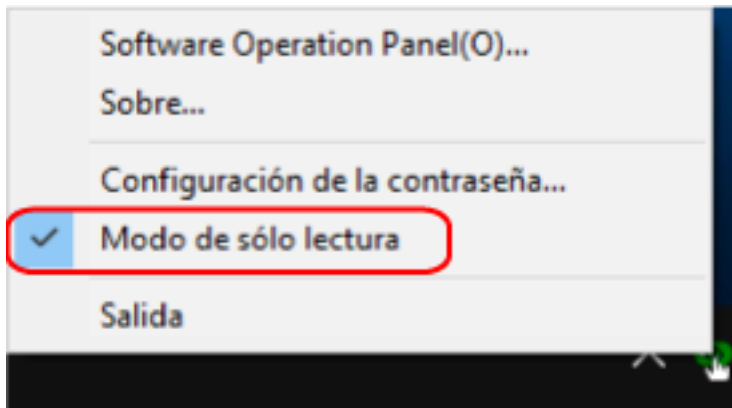 Software Operation Panel(O)...
Sobre...
Configuración de la contraseña...
Modo de sólo lectura
Salida